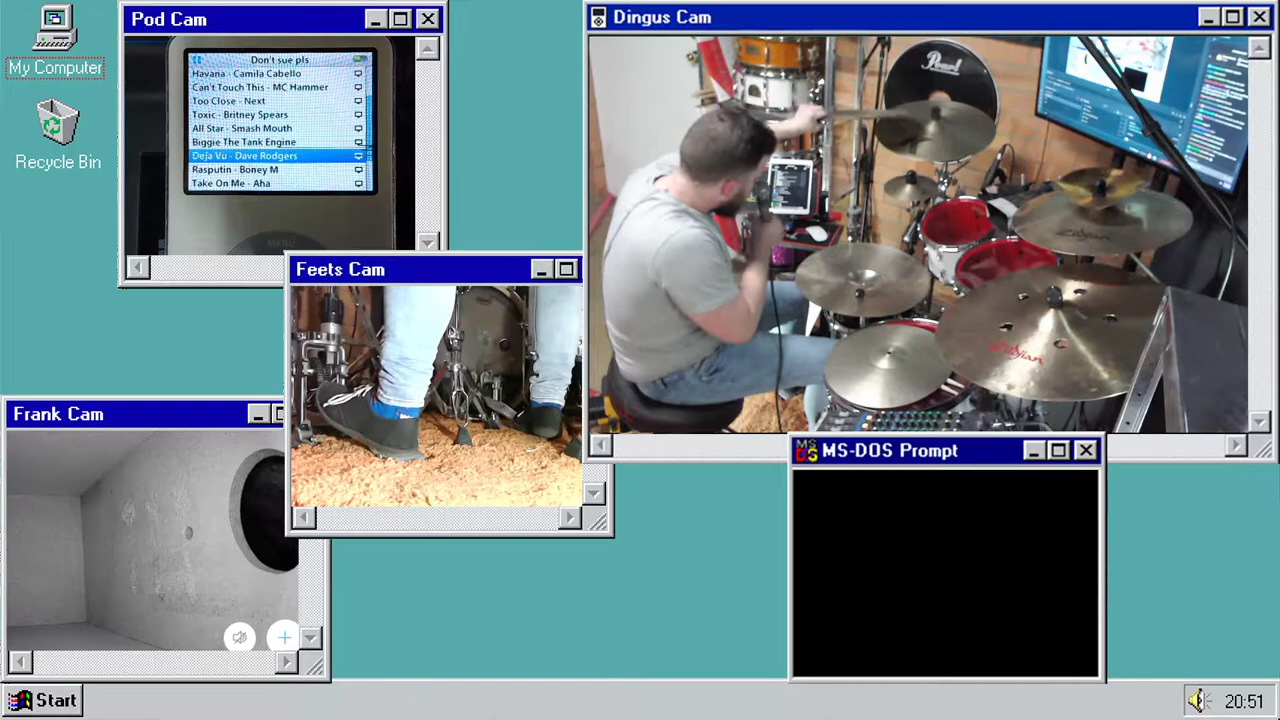 Pod Cam
Dingus Cam
My Computer
Recycle Bin
Don't sue pls
Havana - Camila Cabello
Can't Touch This - MC Hammer
Too Close - Next
Toxic - Britney Spears
All Star - Smash Mouth
Biggie The Tank Engine
Deja Vu - Dave Rodgers
Rasputin - Boney M
Take On Me - Aha
MENU
Pearl
Zildjian
Feets Cam
Frank Cam
MS-DOS Prompt
Start
20:51